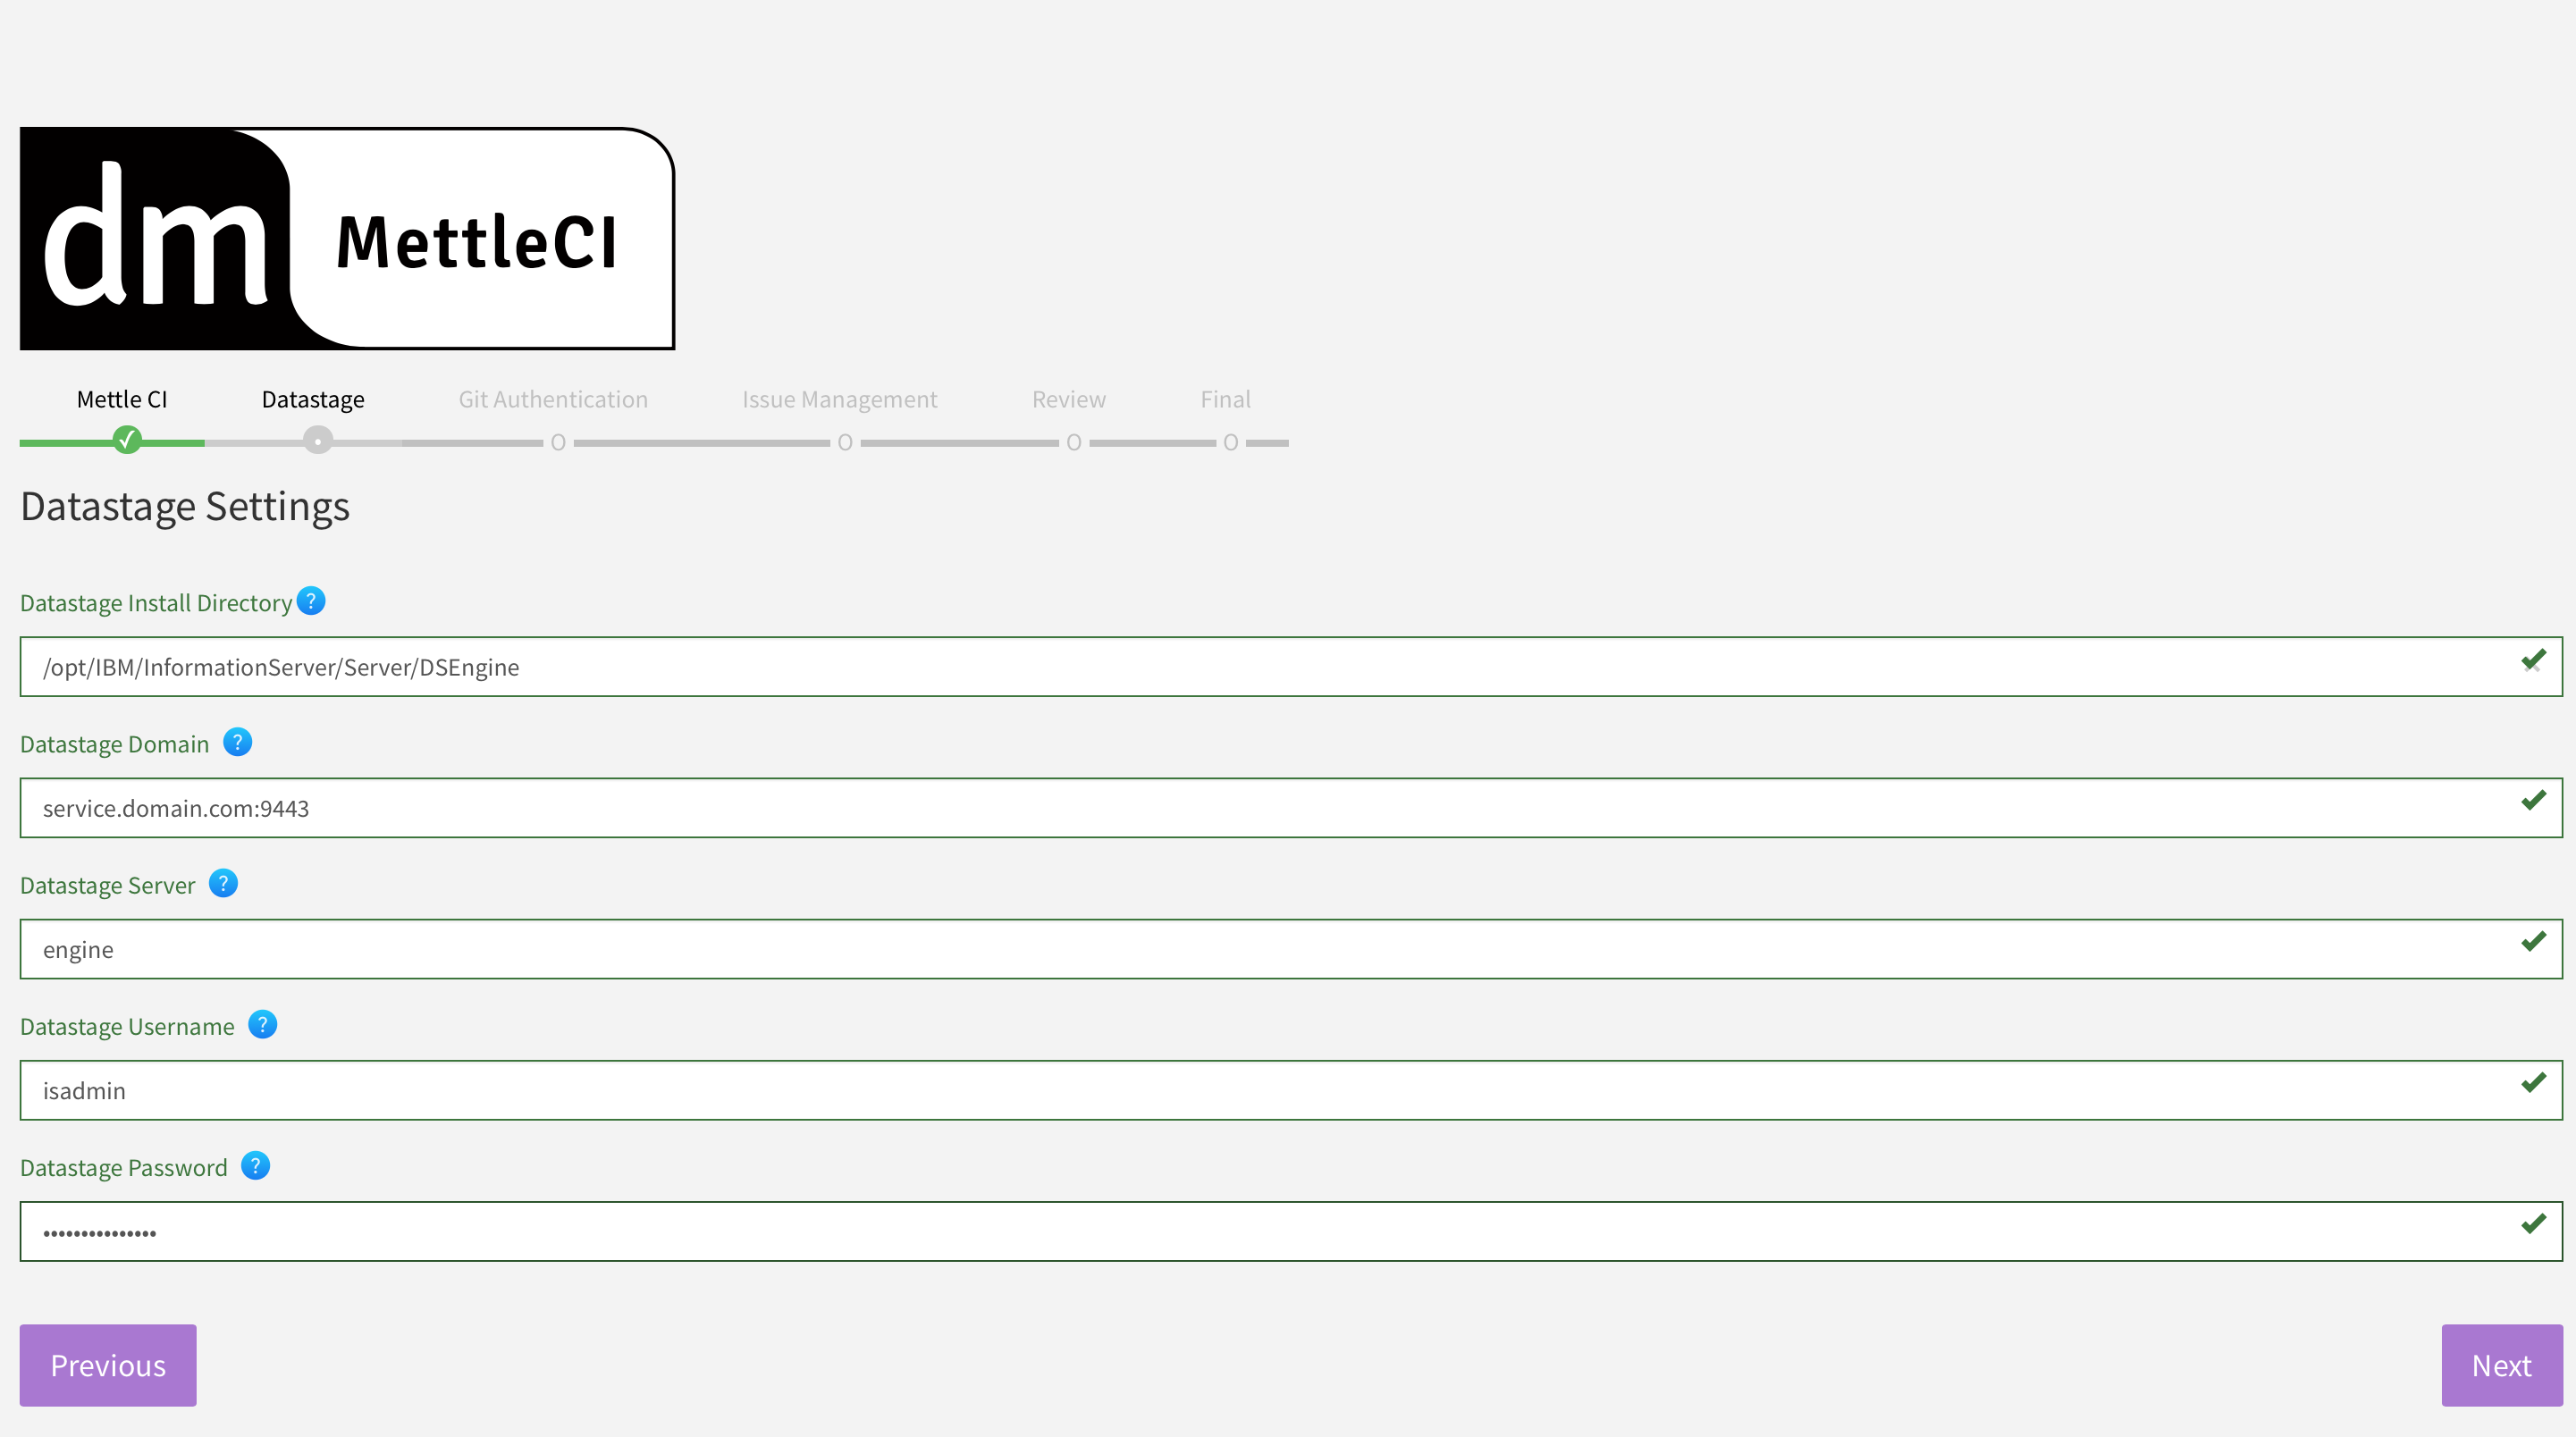 dm MettleCI
Mettle CI Datastage Git Authentication Issue Management Review Final
Datastage Settings
Datastage Install Directory ?
/opt/IBM/InformationServer/Server/DSEngine
Datastage Domain ?
service.domain.com:9443
Datastage Server ?
engine
Datastage Username ?
isadmin
Datastage Password ?
•••••••••••••••
Previous Next